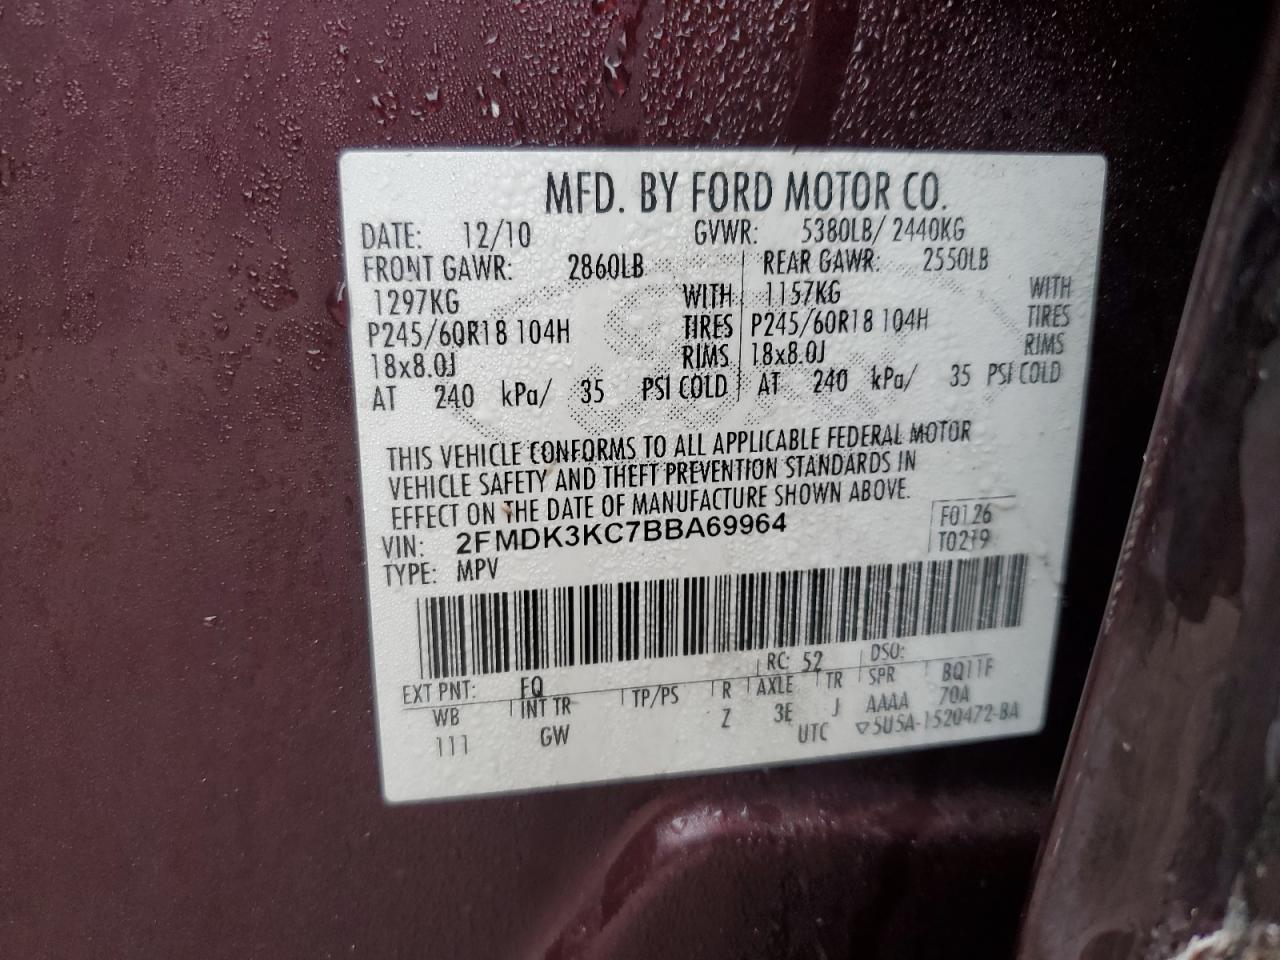 MFD. BY FORD MOTOR CO.
DATE: 12/10 GVWR: 5380LB/ 2440KG
FRONT GAWR: 2860LB REAR GAWR: 2550LB
1297KG WITH 1157KG WITH
P245/60R18 104H TIRES P245/60R18 104H TIRES
18x8.0J RIMS 18x8.0J RIMS
AT 240 kPa/ 35 PSI COLD AT 240 kPa/ 35 PSI COLD
THIS VEHICLE CONFORMS TO ALL APPLICABLE FEDERAL MOTOR
VEHICLE SAFETY AND THEFT PREVENTION STANDARDS IN
EFFECT ON THE DATE OF MANUFACTURE SHOWN ABOVE.
F0126
VIN: 2FMDK3KC7BBA69964
T0219
TYPE: MPV
EXT PNT: FQ RC: 52 DSO:
WB INT TR TP/PS R AXLE TR SPR BQ11F
111 GW Z 3E J AAAA 70A
UTC ▽5U5A-1520472-BA